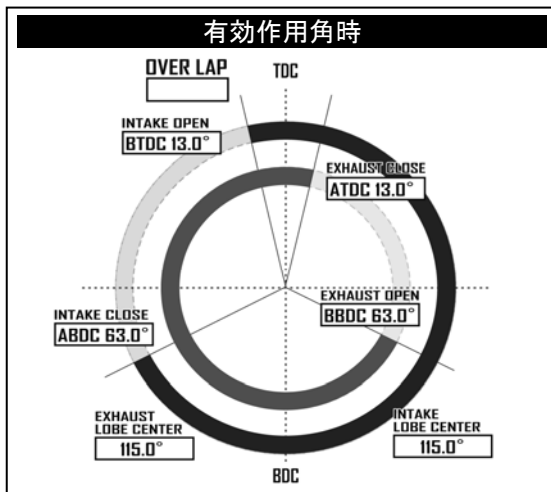 有効作用角時
OVER LAP
TDC
INTAKE OPEN
BTDC 13.0°
EXHAUST CLOSE
ATDC 13.0°
INTAKE CLOSE
ABDC 63.0°
EXHAUST OPEN
BBDC 63.0°
EXHAUST
LOBE CENTER
115.0°
INTAKE
LOBE CENTER
115.0°
BDC